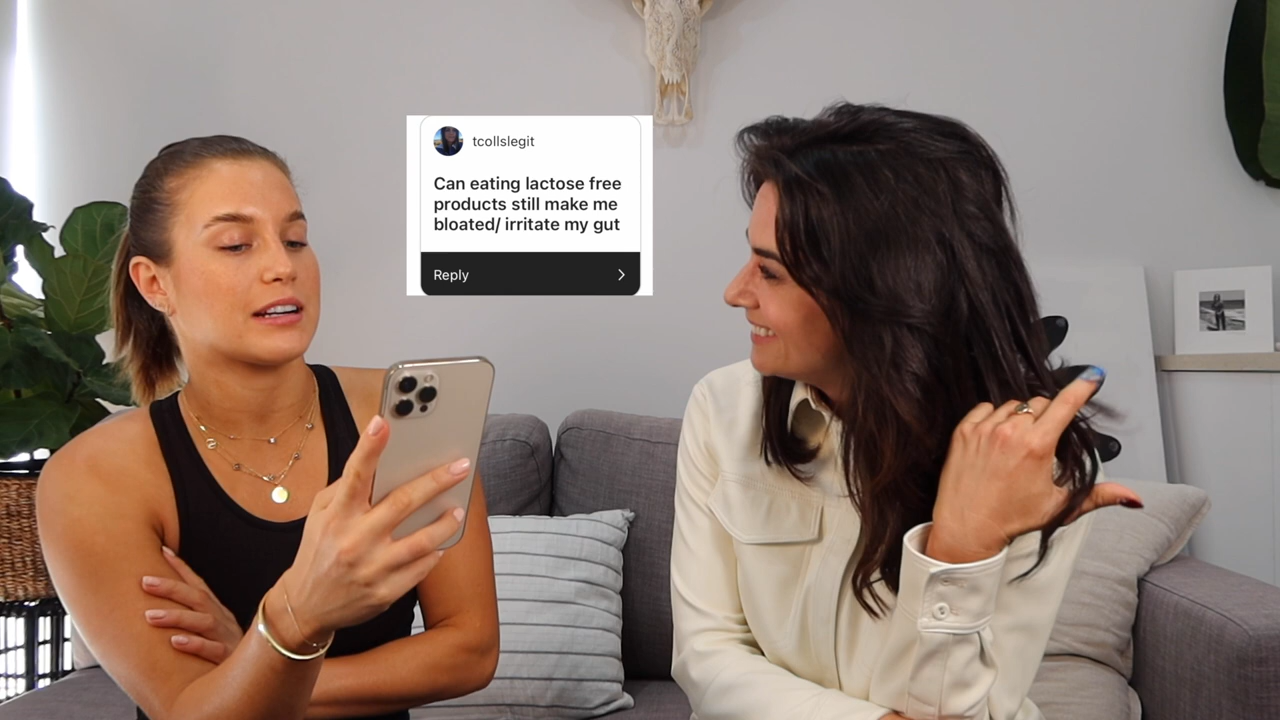 tcollslegit
Can eating lactose free
products still make me
bloated/ irritate my gut
Reply